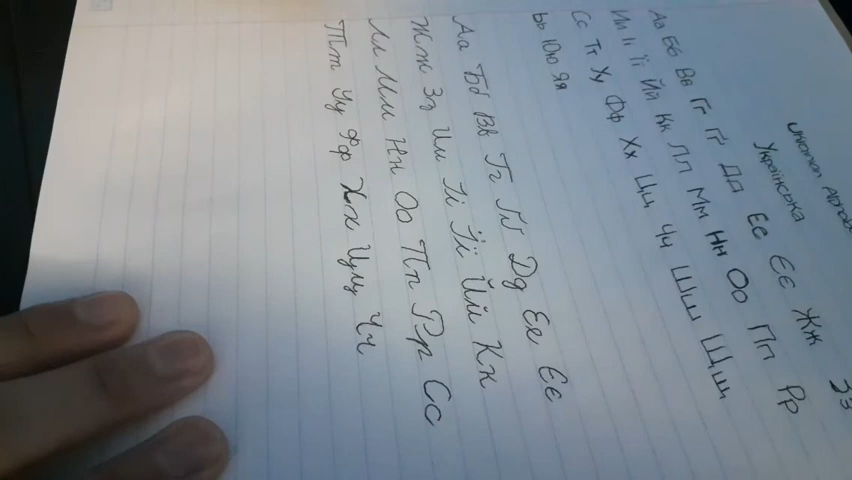 Ukrainian Alphabe
Українська
Аа Бб Вв Гг Ґґ Дд Ее Єє Жж Зз
Ии Іі Її Йй Кк Лл Мм Нн Оо Пп Рр
Сс Тт Уу Фф Хх Цц Чч Шш Щщ
Ьь Юю Яя
Аа Бб Вв Гг Ґґ Дд Ее Єє
Жж Зз Ии Іі Її Йй Кк
Лл Мм Нн Оо Пп Рр Сс
Тт Уу Фф Хх Цц Чч